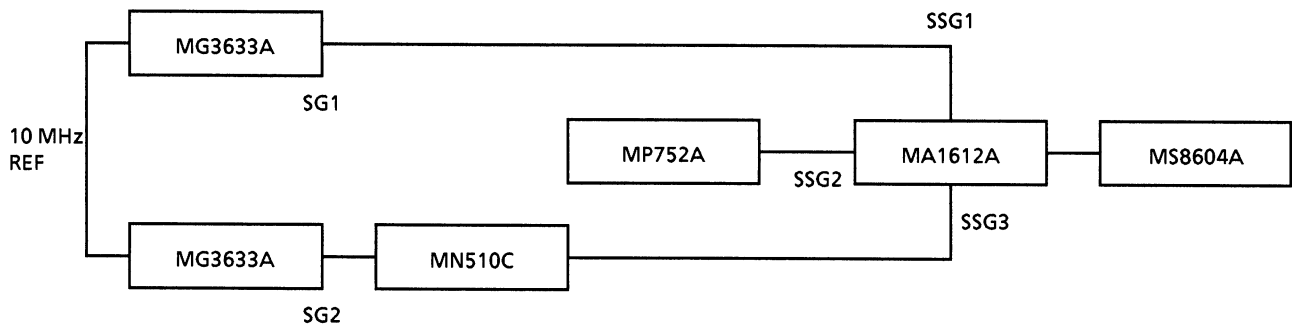 SSG1
MG3633A
SG1
10 MHz
REF
MP752A
SSG2
MA1612A
MS8604A
SSG3
MG3633A
MN510C
SG2